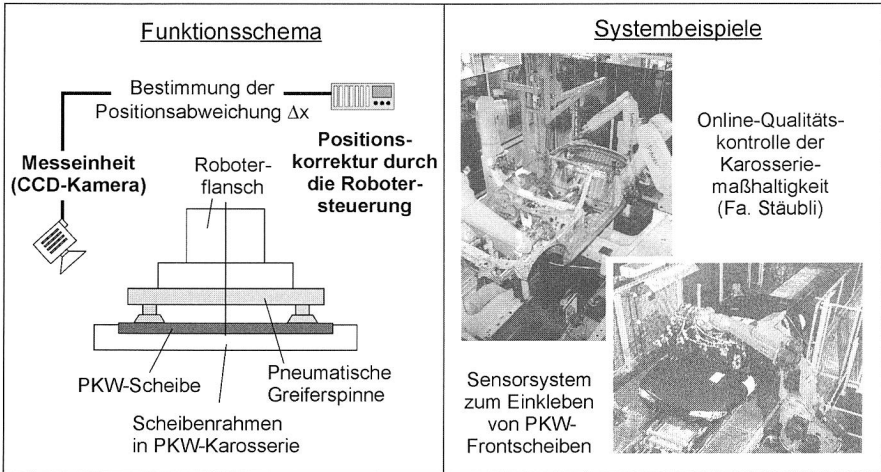 Funktionsschema
Bestimmung der
Positionsabweichung Δx
Messeinheit
(CCD-Kamera)
Roboter-
flansch
Positions-
korrektur durch
die Roboter-
steuerung
PKW-Scheibe
Pneumatische
Greiferspinne
Scheibenrahmen
in PKW-Karosserie
Systembeispiele
Online-Qualitäts-
kontrolle der
Karosserie-
maßhaltigkeit
(Fa. Stäubli)
Sensorsystem
zum Einkleben
von PKW-
Frontscheiben